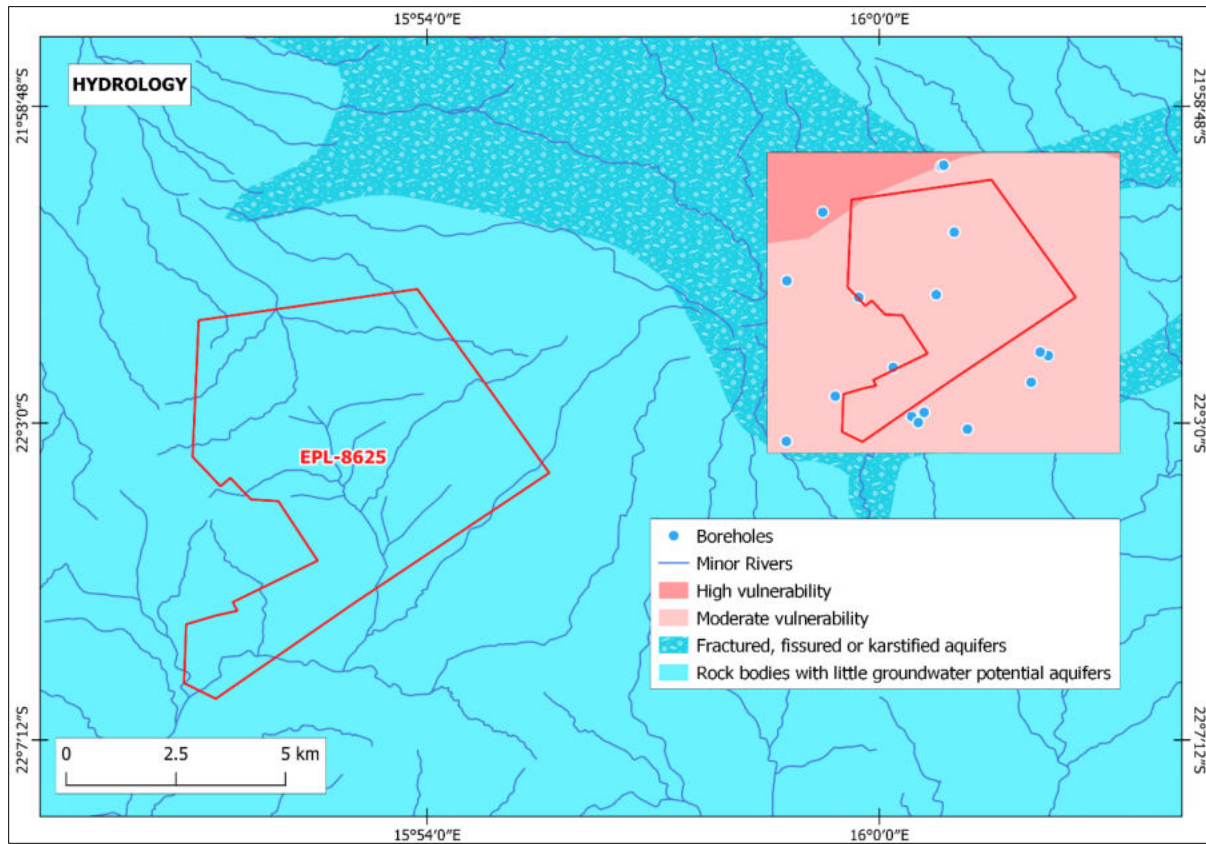 15°54'0"E
16°0'0"E
HYDROLOGY
21°58'48"S
21°58'48"S
22°3'0"S
22°3'0"S
EPL-8625
Boreholes
Minor Rivers
High vulnerability
Moderate vulnerability
Fractured, fissured or karstified aquifers
Rock bodies with little groundwater potential aquifers
22°7'12"S
22°7'12"S
0 2.5 5 km
15°54'0"E
16°0'0"E